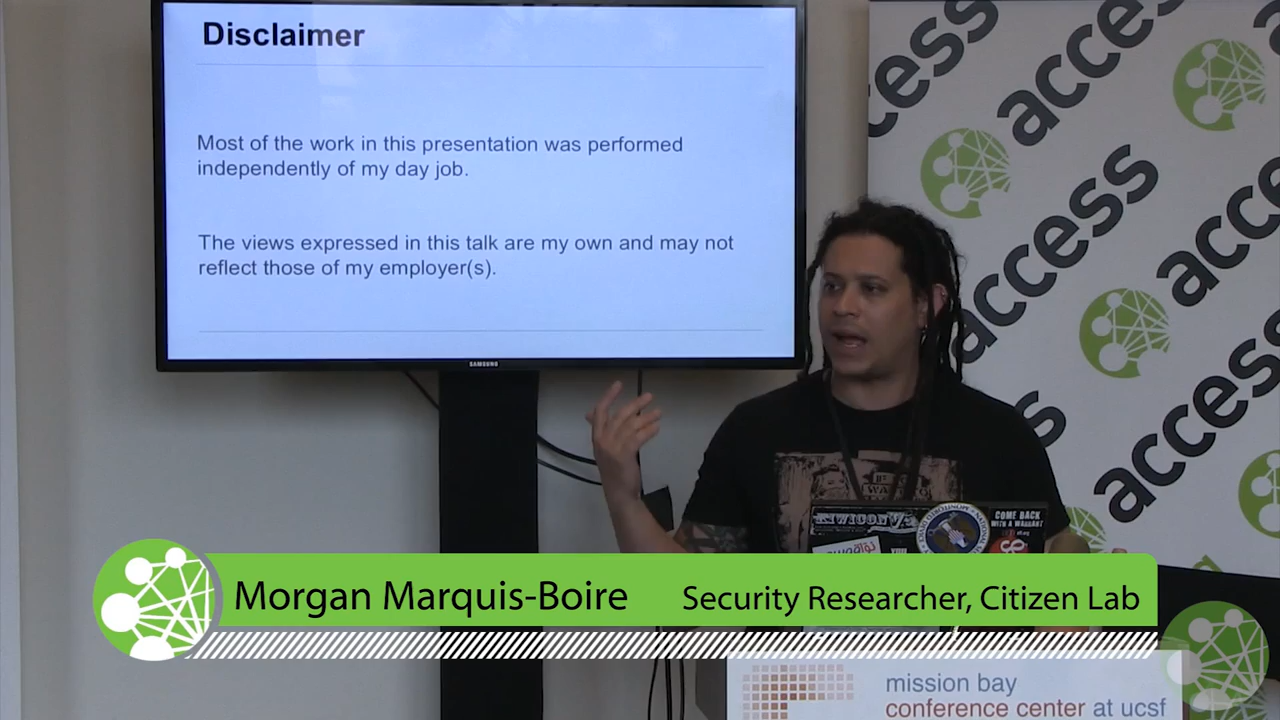 Disclaimer
Most of the work in this presentation was performed
independently of my day job.
The views expressed in this talk are my own and may not
reflect those of my employer(s).
SAMSUNG
access
access
access
access
access
access
access
KIWICON V
COME BACK
WITH A WARRANT
Morgan Marquis-Boire
Security Researcher, Citizen Lab
mission bay
conference center at ucsf